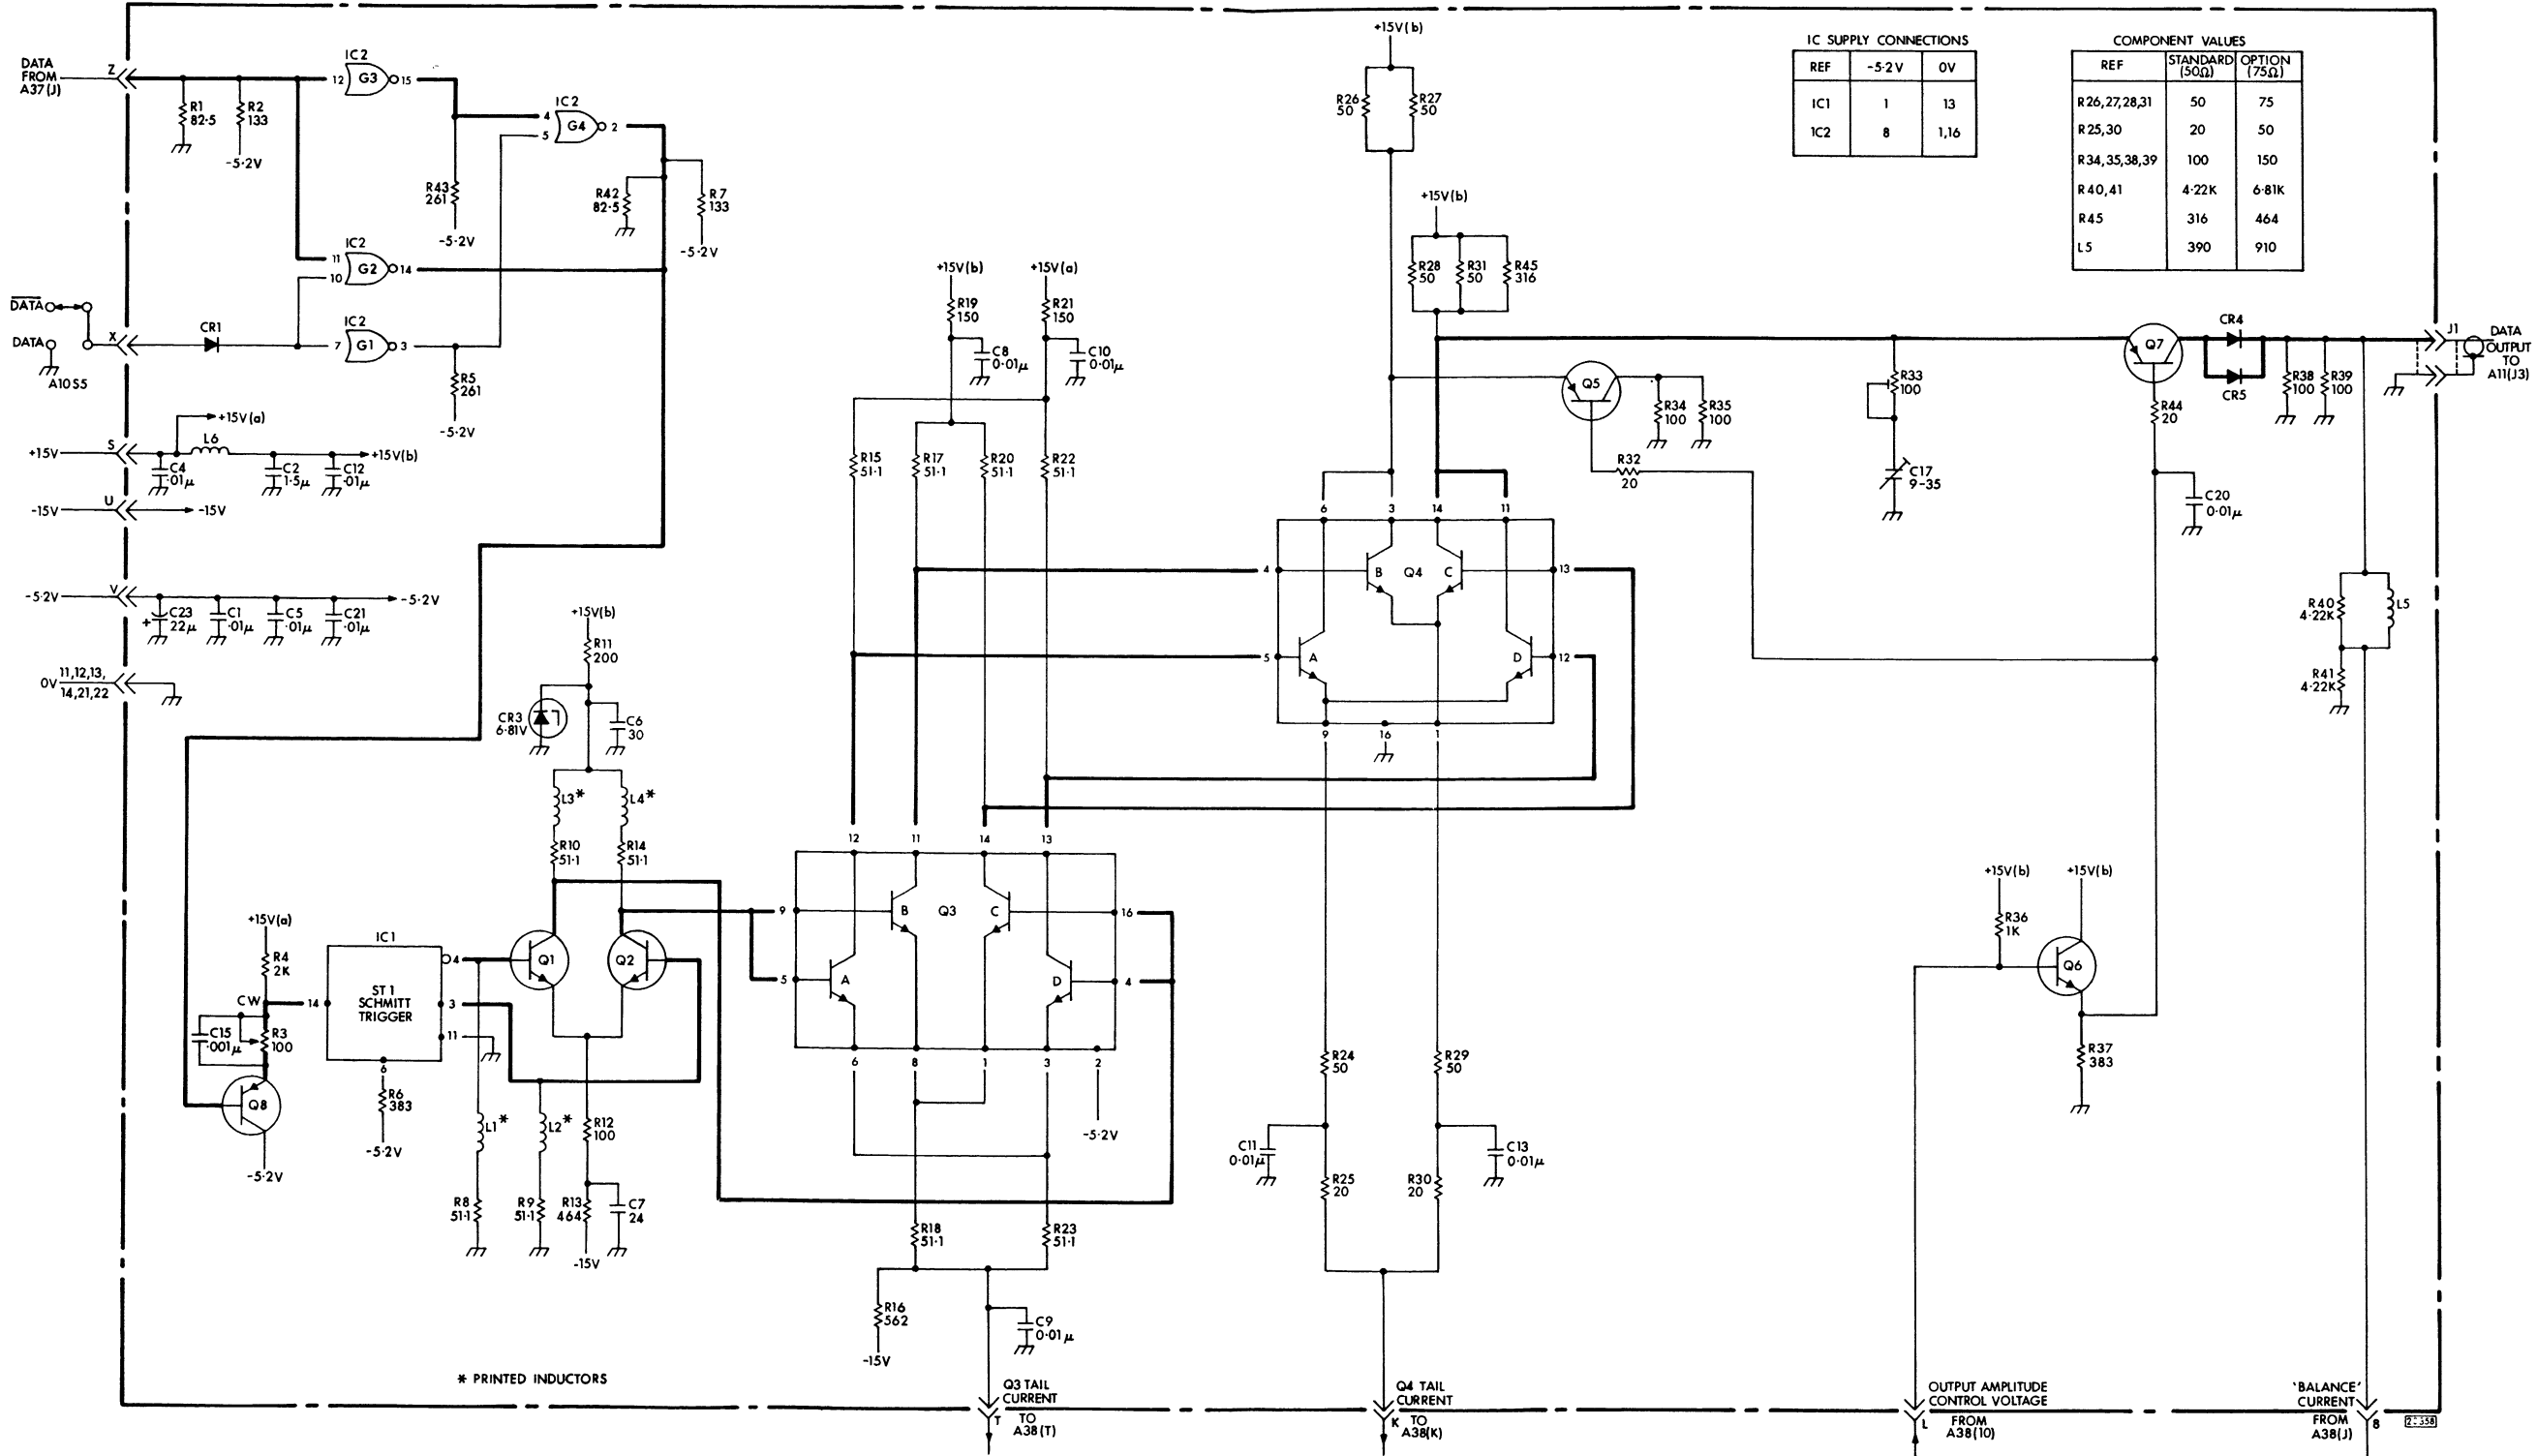 DATA
FROM
A37(J)
Z
R1
82·5
R2
133
-5·2V
IC2
12
G3
15
R43
261
-5·2V
IC2
4
5
G4
2
R42
82·5
R7
133
-5·2V
IC2
11
10
G2
14
DATA
DATA
A10S5
X
CR1
IC2
7
G1
3
R5
261
-5·2V
+15V(a)
+15V
S
L6
+15V(b)
C4
·01µ
C2
1·5µ
C12
·01µ
-15V
U
-15V
-5·2V
V
-5·2V
C23
+
22µ
C1
·01µ
C5
·01µ
C21
·01µ
0V
11,12,13,
14,21,22
+15V(b)
R11
200
CR3
6·81V
C6
30
L3*
L4*
R10
51·1
R14
51·1
+15V(a)
R4
2K
CW
C15
·001µ
R3
100
Q8
-5·2V
IC1
14
ST1
SCHMITT
TRIGGER
4
3
11
6
R6
383
-5·2V
Q1
Q2
L1*
L2*
R12
100
R8
51·1
R9
51·1
R13
464
C7
24
-15V
* PRINTED INDUCTORS
+15V(b)
R19
150
C8
0·01µ
+15V(a)
R21
150
C10
0·01µ
R15
51·1
R17
51·1
R20
51·1
R22
51·1
12
11
14
13
9
B
Q3
C
16
5
A
D
4
6
8
1
3
2
-5·2V
R18
51·1
R23
51·1
R16
562
-15V
C9
0·01µ
Q3 TAIL
CURRENT
T
TO
A38(T)
+15V(b)
R26
50
R27
50
+15V(b)
R28
50
R31
50
R45
316
Q5
R34
100
R35
100
R32
20
6
3
14
11
4
B
Q4
C
13
5
A
D
12
9
16
1
R24
50
R29
50
C11
0·01µ
C13
0·01µ
R25
20
R30
20
Q4 TAIL
CURRENT
K
TO
A38(K)
IC SUPPLY CONNECTIONS
REF -5·2V 0V
IC1 1 13
IC2 8 1,16
COMPONENT VALUES
REF STANDARD (50Ω) OPTION (75Ω)
R26,27,28,31 50 75
R25,30 20 50
R34,35,38,39 100 150
R40,41 4·22K 6·81K
R45 316 464
L5 390 910
R33
100
C17
9-35
Q7
R44
20
C20
0·01µ
CR4
CR5
R38
100
R39
100
J1
DATA
OUTPUT
TO
A11(J3)
R40
4·22K
L5
R41
4·22K
+15V(b)
R36
1K
+15V(b)
Q6
R37
383
OUTPUT AMPLITUDE
CONTROL VOLTAGE
L
FROM
A38(10)
'BALANCE'
CURRENT
FROM
A38(J)
8